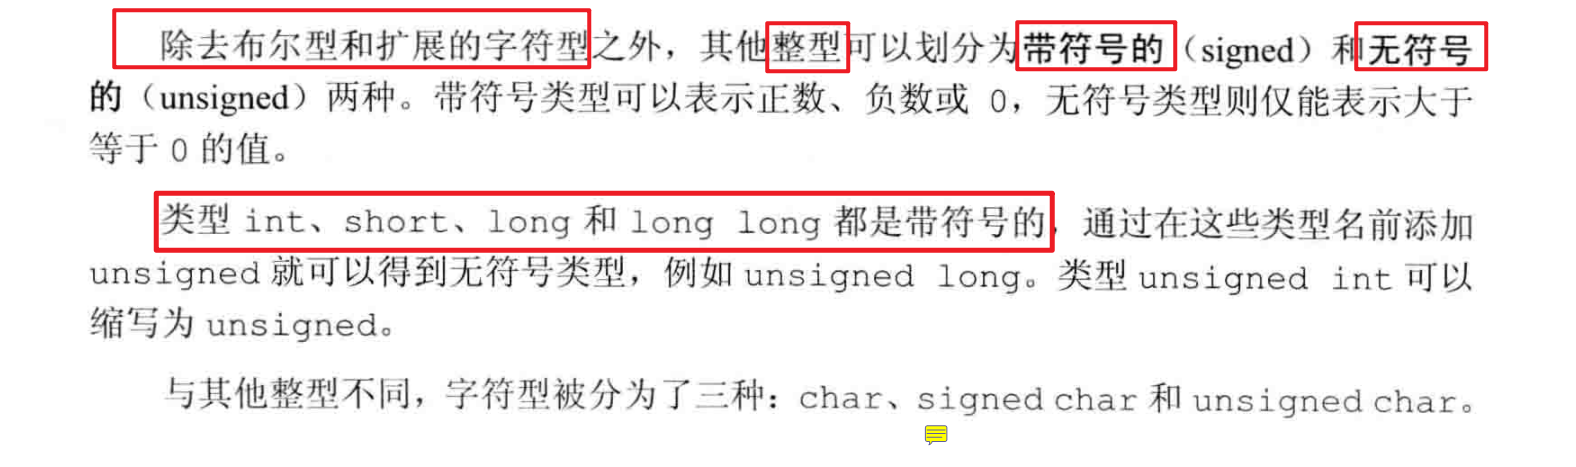 除去布尔型和扩展的字符型之外，其他整型可以划分为带符号的（signed）和无符号
的（unsigned）两种。带符号类型可以表示正数、负数或 0，无符号类型则仅能表示大于
等于 0 的值。
类型 int、short、long 和 long long 都是带符号的，通过在这些类型名前添加
unsigned 就可以得到无符号类型，例如 unsigned long。类型 unsigned int 可以
缩写为 unsigned。
与其他整型不同，字符型被分为了三种：char、signed char 和 unsigned char。